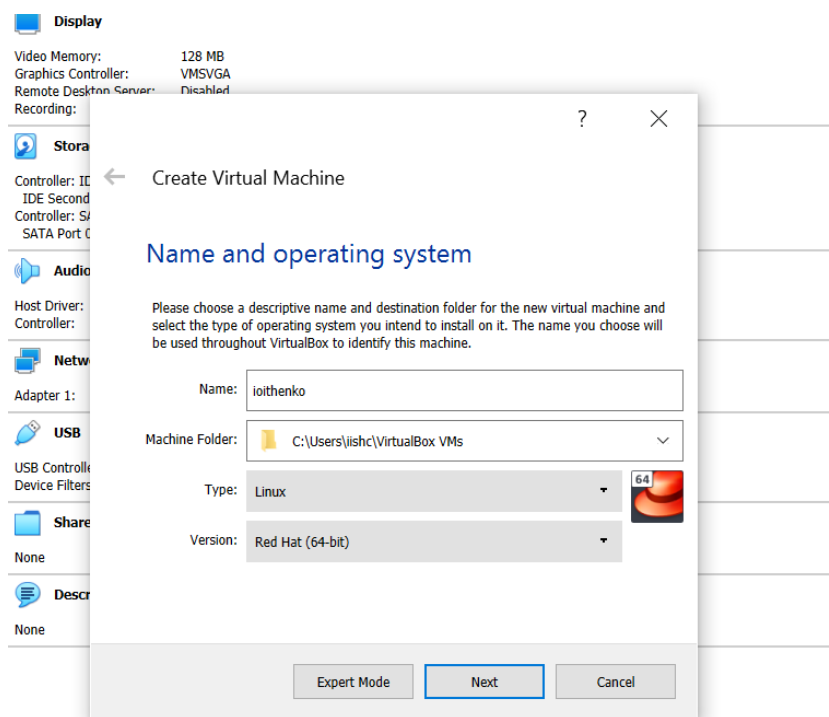 Display
Video Memory: 128 MB
Graphics Controller: VMSVGA
Remote Desktop Server: Disabled
Recording:
?
Stora
Controller: ID
Create Virtual Machine
IDE Second
Controller: SA
SATA Port 0
Name and operating system
Audio
Host Driver:
Controller:
Please choose a descriptive name and destination folder for the new virtual machine and
select the type of operating system you intend to install on it. The name you choose will
be used throughout VirtualBox to identify this machine.
Netw
Adapter 1:
Name: ioithenko
USB
Machine Folder: C:\Users\iishc\VirtualBox VMs
USB Controlle
Device Filters
Type: Linux
64
Share
Version: Red Hat (64-bit)
None
Descr
None
Expert Mode Next Cancel